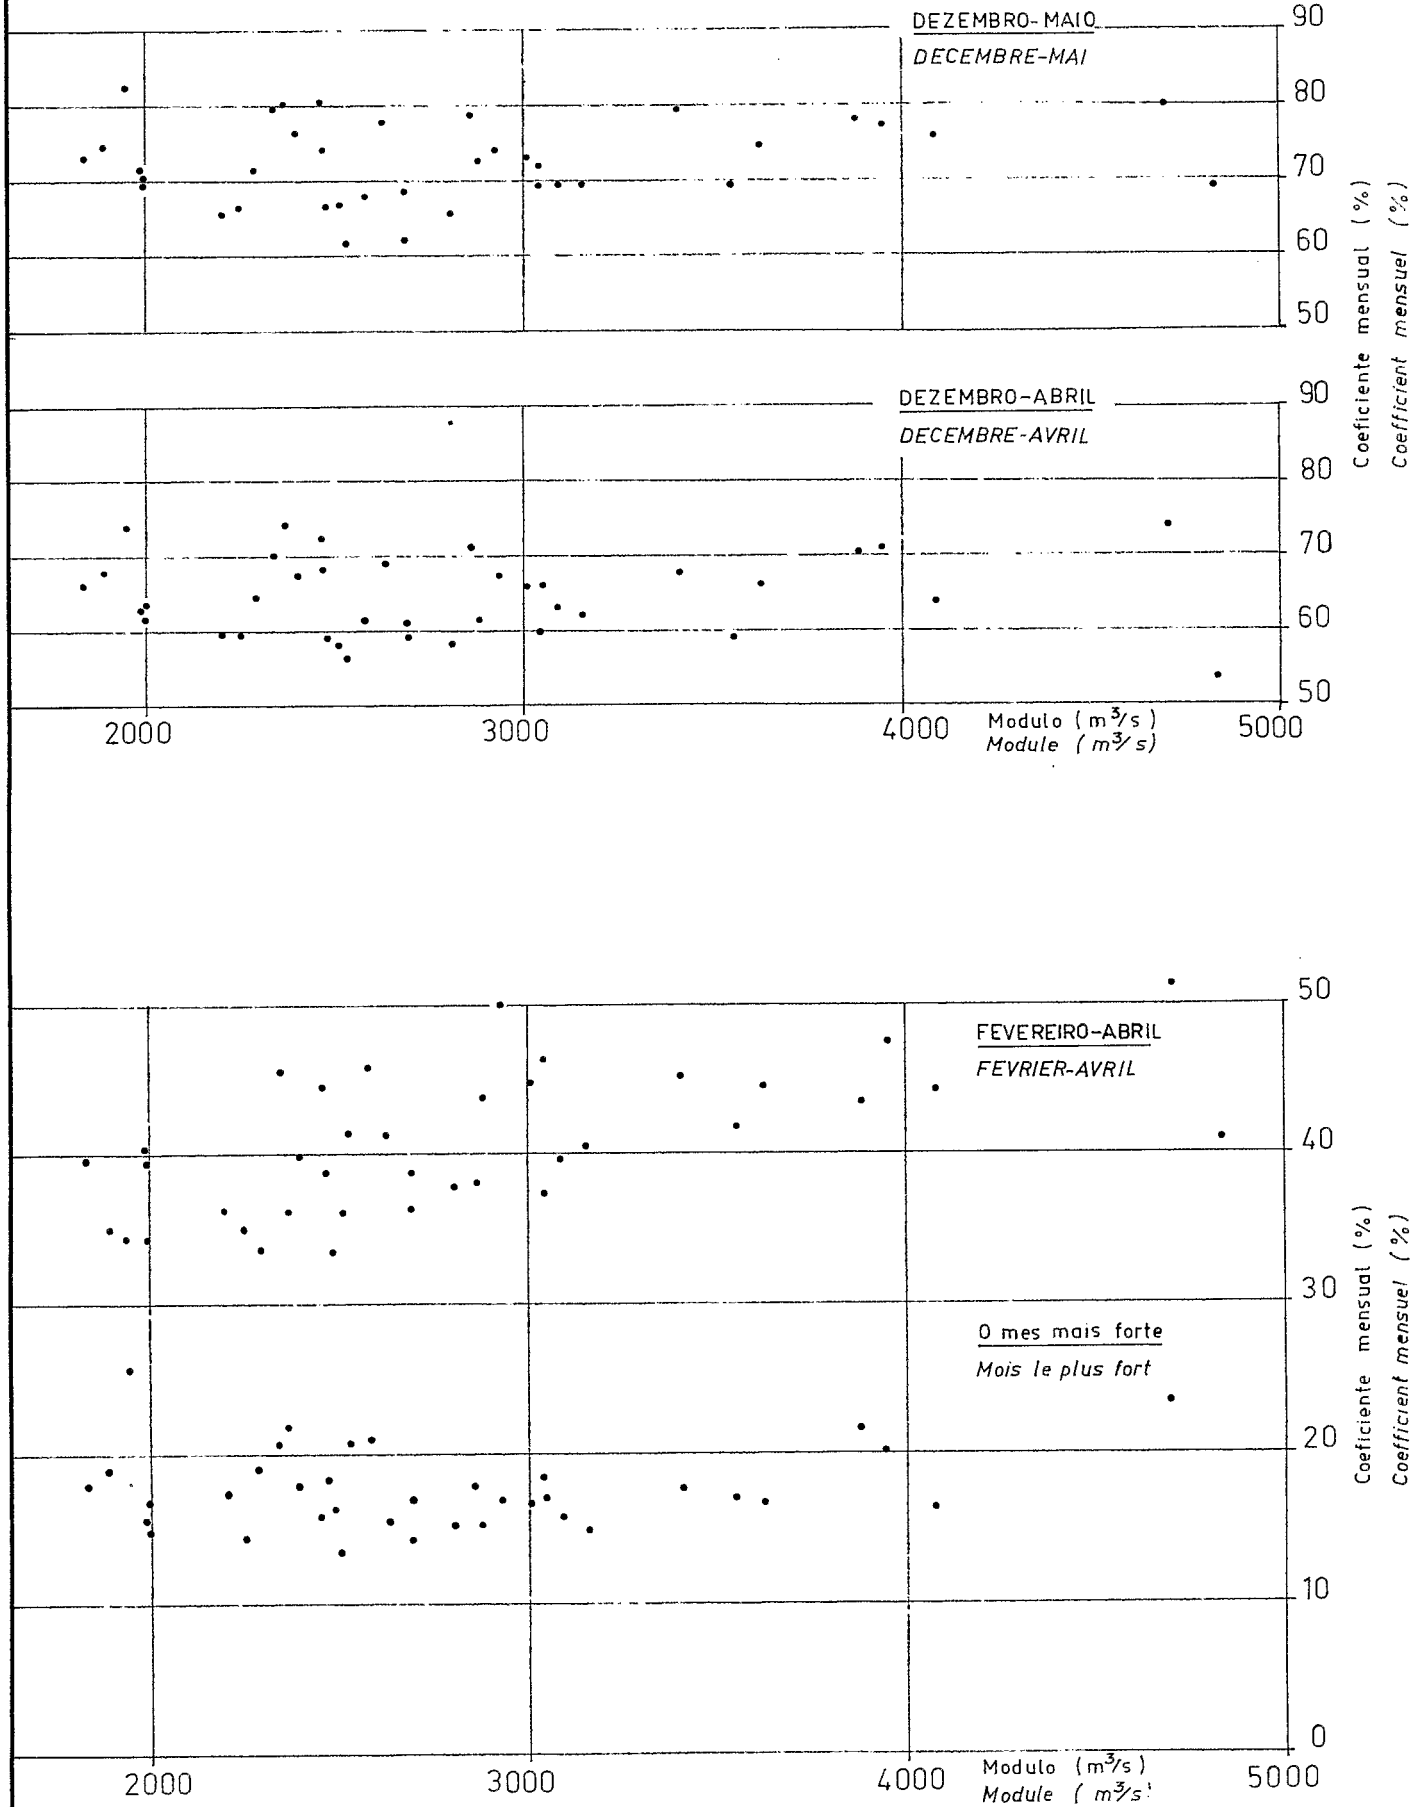 DEZEMBRO-MAIO
DECEMBRE-MAI
90
80
70
60
50
DEZEMBRO-ABRIL
DECEMBRE-AVRIL
90
80
70
60
50
Coeficiente mensual (%)
Coefficient mensuel (%)
2000
3000
4000
Modulo (m³/s)
Module (m³/s)
5000
FEVEREIRO-ABRIL
FEVRIER-AVRIL
50
40
30
O mes mais forte
Mois le plus fort
20
10
0
Coeficiente mensual (%)
Coefficient mensuel (%)
2000
3000
4000
Modulo (m³/s)
Module (m³/s)
5000